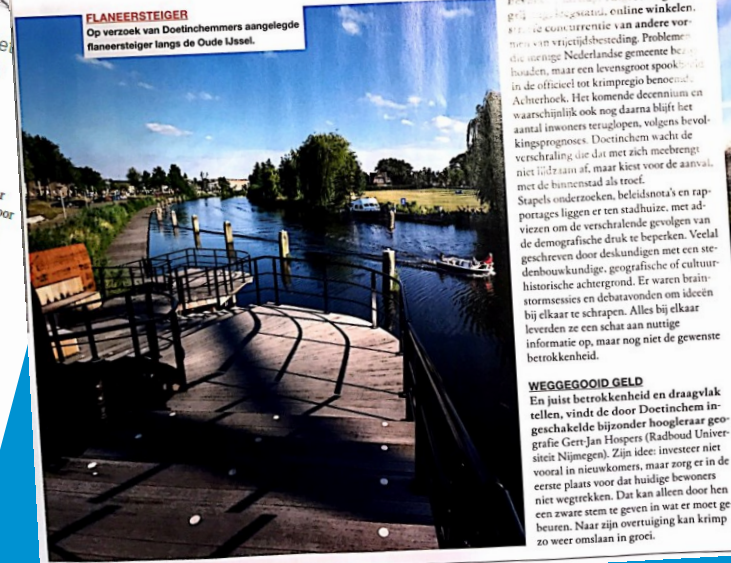 FLANEERSTEIGER
Op verzoek van Doetinchemmers aangelegde
flaneersteiger langs de Oude IJssel.
online winkelen.
concurrentie van andere vor-
men van vrijetijdsbesteding. Problemen
die menige Nederlandse gemeente
houden, maar een levensgroot
in de officieel tot krimpregio
Achterhoek. Het komende decennium en
waarschijnlijk ook nog daarna blijft het
aantal inwoners teruglopen, volgens bevol-
kingsprognoses. Doetinchem wacht de
verschraling die dat met zich meebrengt
niet lijdzaam af, maar kiest voor de aanval,
met de binnenstad als troef.
Stapels onderzoeken, beleidsnota's en rap-
portages liggen er ten stadhuize, met ad-
viezen om de verschralende gevolgen van
de demografische druk te beperken. Veelal
geschreven door deskundigen met een ste-
denbouwkundige, geografische of cultuur-
historische achtergrond. Er waren brain-
stormsessies en debatavonden om ideeën
bij elkaar te schrapen. Alles bij elkaar
leverden ze een schat aan nuttige
informatie op, maar nog niet de gewenste
betrokkenheid.
WEGGEGOOID GELD
En juist betrokkenheid en draagvlak
tellen, vindt de door Doetinchem in-
geschakelde bijzonder hoogleraar geo-
grafie Gert-Jan Hospers (Radboud Univer-
siteit Nijmegen). Zijn idee: investeer niet
vooral in nieuwkomers, maar zorg er in de
eerste plaats voor dat huidige bewoners
niet wegtrekken. Dat kan alleen door hen
een zware stem te geven in wat er moet ge
beuren. Naar zijn overtuiging kan krimp
zo weer omslaan in groei.